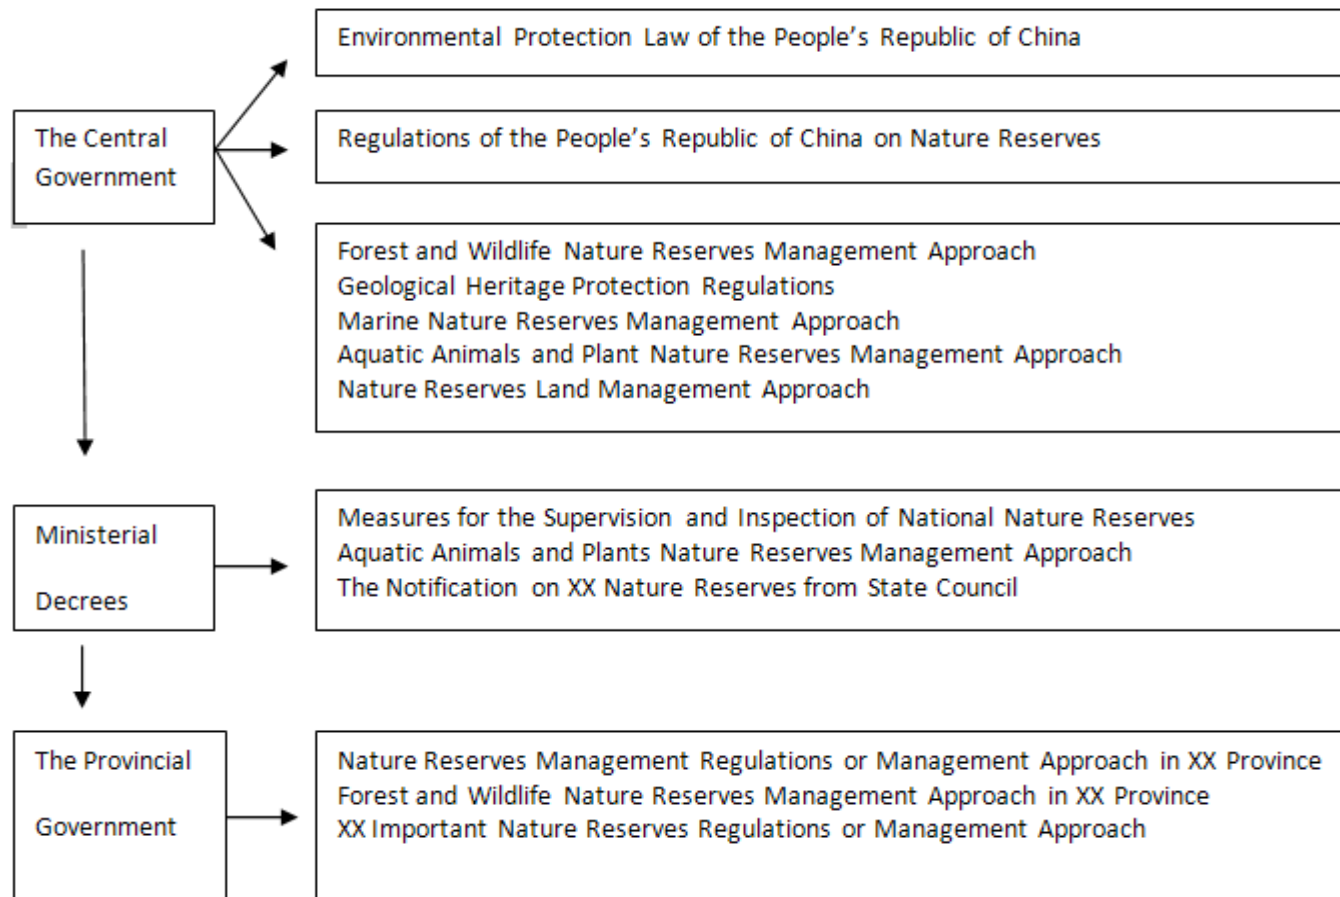 Environmental Protection Law of the People's Republic of China
The Central
Government
Regulations of the People's Republic of China on Nature Reserves
Forest and Wildlife Nature Reserves Management Approach
Geological Heritage Protection Regulations
Marine Nature Reserves Management Approach
Aquatic Animals and Plant Nature Reserves Management Approach
Nature Reserves Land Management Approach
Ministerial
Decrees
Measures for the Supervision and Inspection of National Nature Reserves
Aquatic Animals and Plants Nature Reserves Management Approach
The Notification on XX Nature Reserves from State Council
The Provincial
Government
Nature Reserves Management Regulations or Management Approach in XX Province
Forest and Wildlife Nature Reserves Management Approach in XX Province
XX Important Nature Reserves Regulations or Management Approach